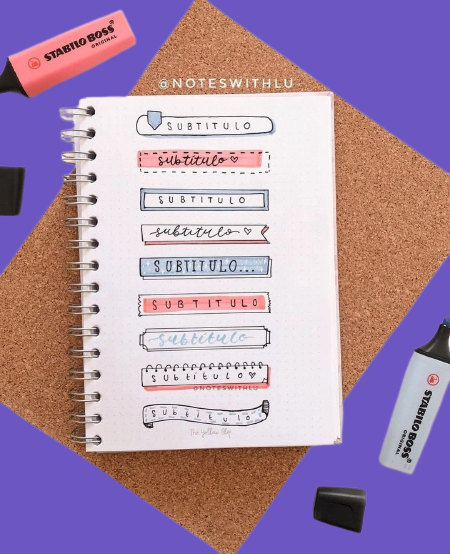 STABILO BOSS
ORIGINAL
@NOTESWITHLU
SUBTITULO
subtitulo
SUBTITULO
subtitulo
SUBTITULO...
SUBTITULO
subtitulo
subtitulo
@NOTESWITHLU
Subtitulo
STABILO BOSS
ORIGINAL